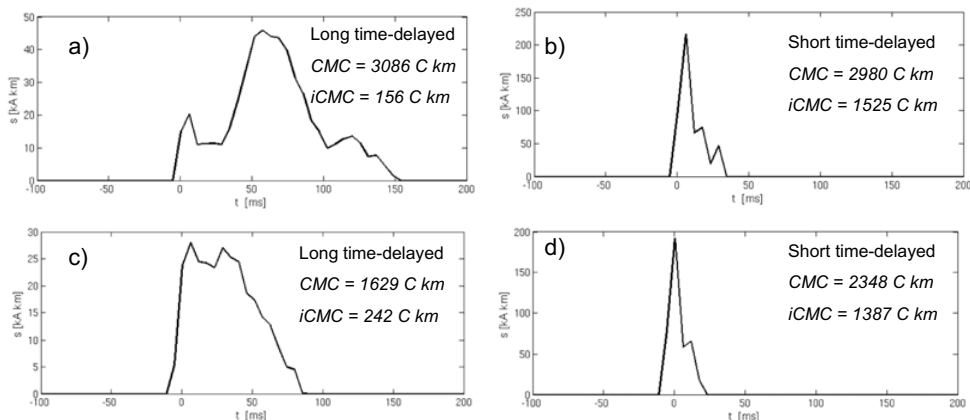 a)
Long time-delayed
CMC = 3086 C km
iCMC = 156 C km
s [kA km]
50
40
30
20
10
0
-100 -50 0 50 100 150 200
t [ms]
b)
Short time-delayed
CMC = 2980 C km
iCMC = 1525 C km
s [kA km]
250
200
150
100
50
0
-100 -50 0 50 100 150 200
t [ms]
c)
Long time-delayed
CMC = 1629 C km
iCMC = 242 C km
s [kA km]
30
25
20
15
10
5
0
-100 -50 0 50 100 150 200
t [ms]
d)
Short time-delayed
CMC = 2348 C km
iCMC = 1387 C km
s [kA km]
200
150
100
50
0
-100 -50 0 50 100 150 200
t [ms]